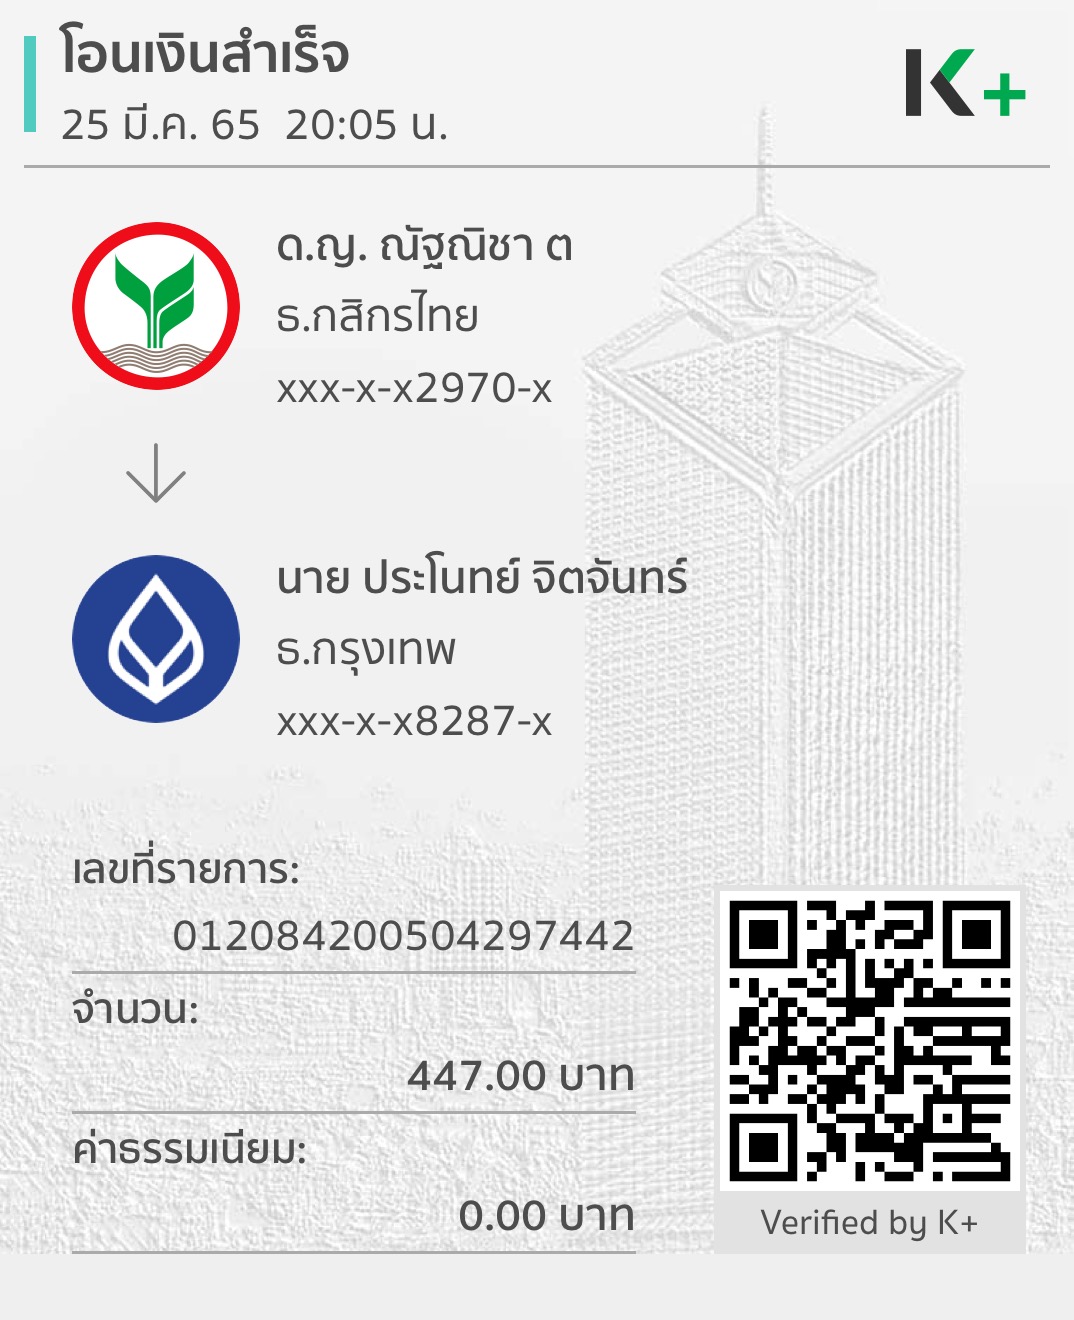 โอนเงินสำเร็จ
25 มี.ค. 65  20:05 น.
K+
ด.ญ. ณัฐณิชา ต
ธ.กสิกรไทย
xxx-x-x2970-x
นาย ประโนทย์ จิตจันทร์
ธ.กรุงเทพ
xxx-x-x8287-x
เลขที่รายการ:
012084200504297442
จำนวน:
447.00 บาท
ค่าธรรมเนียม:
0.00 บาท
Verified by K+